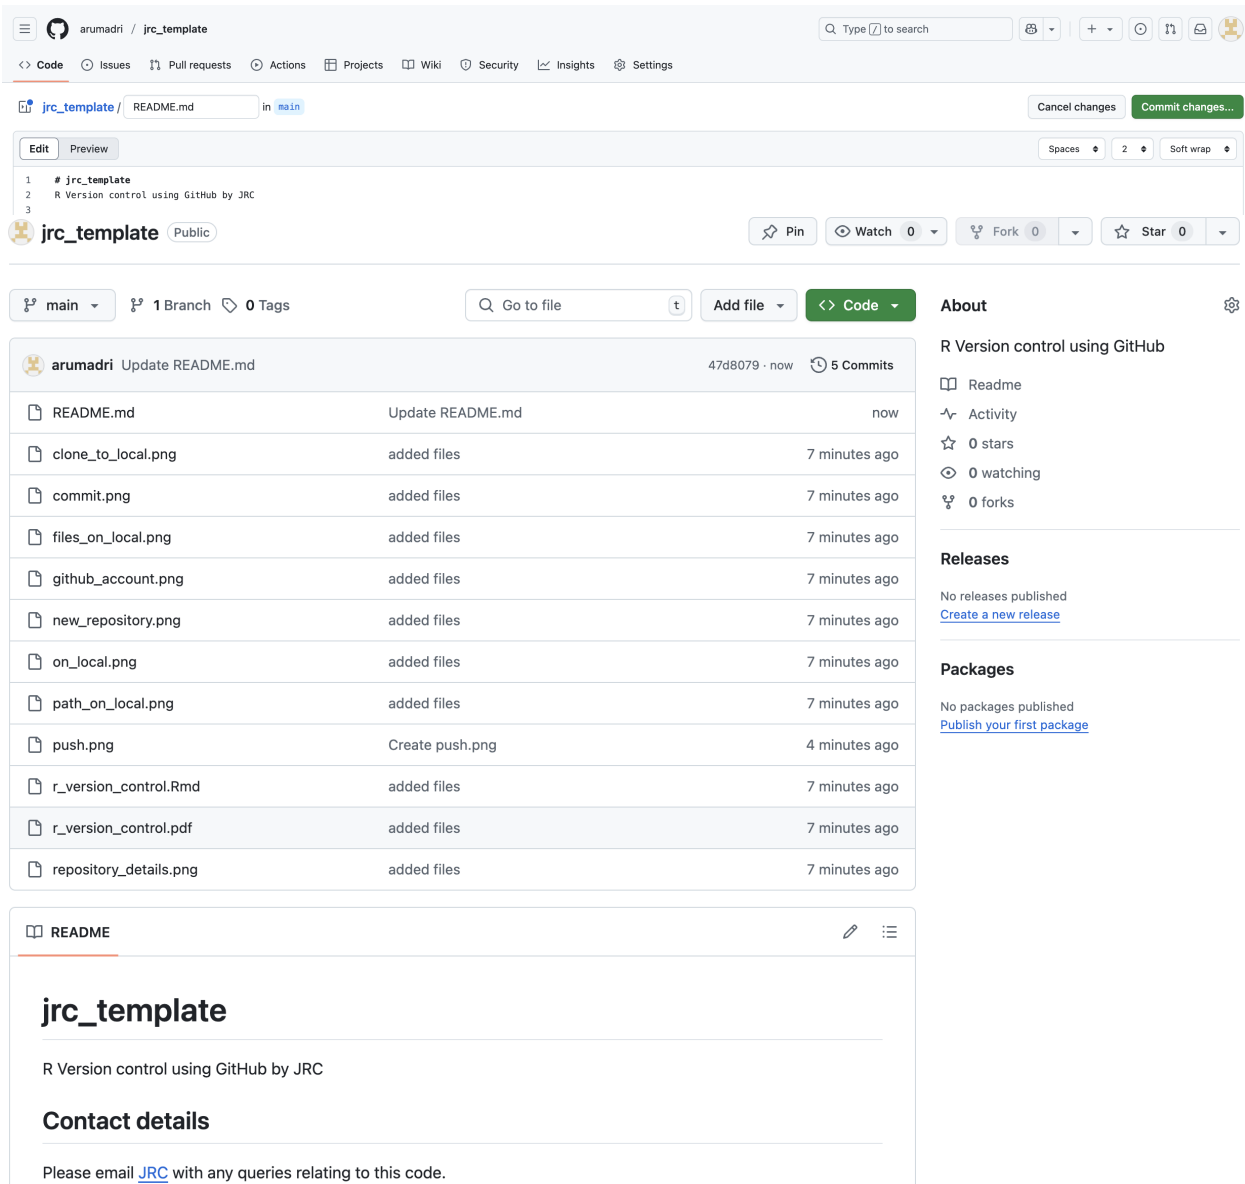 arumadri / jrc_template
Type / to search
Code Issues Pull requests Actions Projects Wiki Security Insights Settings
jrc_template / README.md in main
Cancel changes Commit changes...
Edit Preview
Spaces 2 Soft wrap
1 # jrc_template
2 R Version control using GitHub by JRC
3
jrc_template Public
Pin Watch 0 Fork 0 Star 0
main 1 Branch 0 Tags
Go to file t Add file Code
arumadri Update README.md 47d8079 · now 5 Commits
README.md Update README.md now
clone_to_local.png added files 7 minutes ago
commit.png added files 7 minutes ago
files_on_local.png added files 7 minutes ago
github_account.png added files 7 minutes ago
new_repository.png added files 7 minutes ago
on_local.png added files 7 minutes ago
path_on_local.png added files 7 minutes ago
push.png Create push.png 4 minutes ago
r_version_control.Rmd added files 7 minutes ago
r_version_control.pdf added files 7 minutes ago
repository_details.png added files 7 minutes ago
About
R Version control using GitHub
Readme
Activity
0 stars
0 watching
0 forks
Releases
No releases published
Create a new release
Packages
No packages published
Publish your first package
README
jrc_template
R Version control using GitHub by JRC
Contact details
Please email JRC with any queries relating to this code.